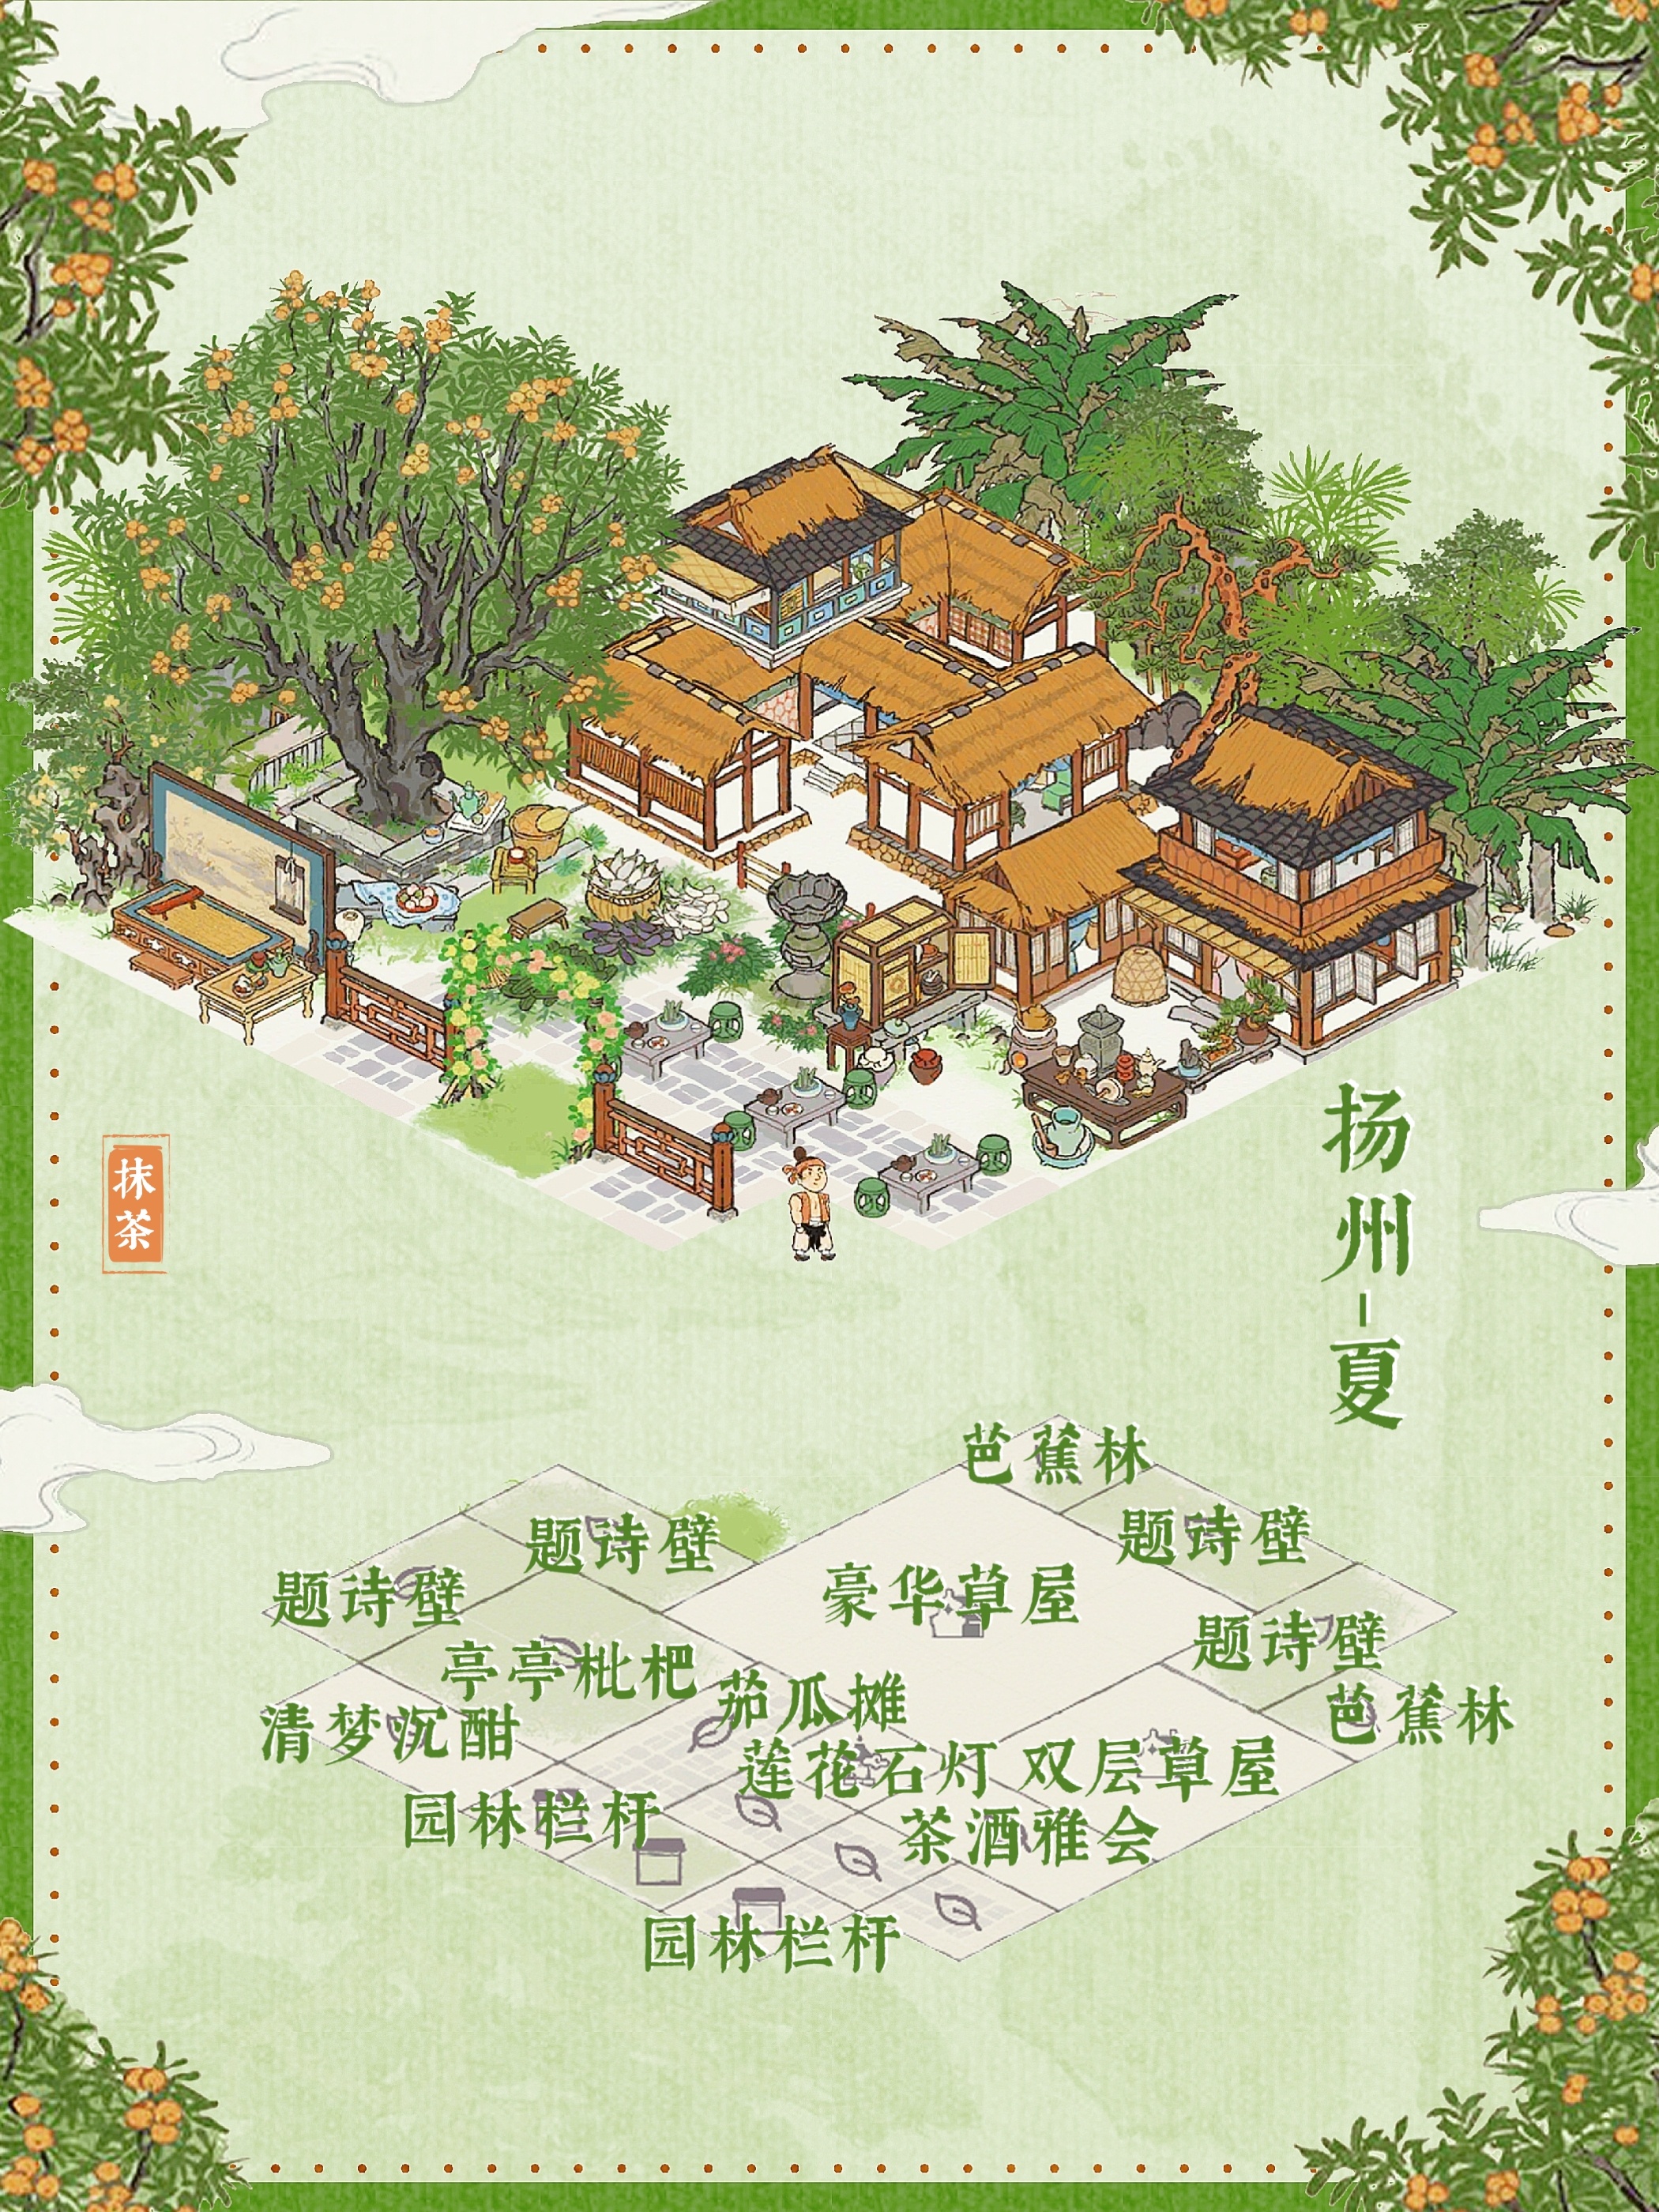 抹茶
扬州-夏
芭蕉林
题诗壁
题诗壁
豪华草屋
题诗壁
题诗壁
亭亭枇杷
茄瓜摊
芭蕉林
清梦沉酣
莲花石灯
双层草屋
园林栏杆
茶酒雅会
园林栏杆